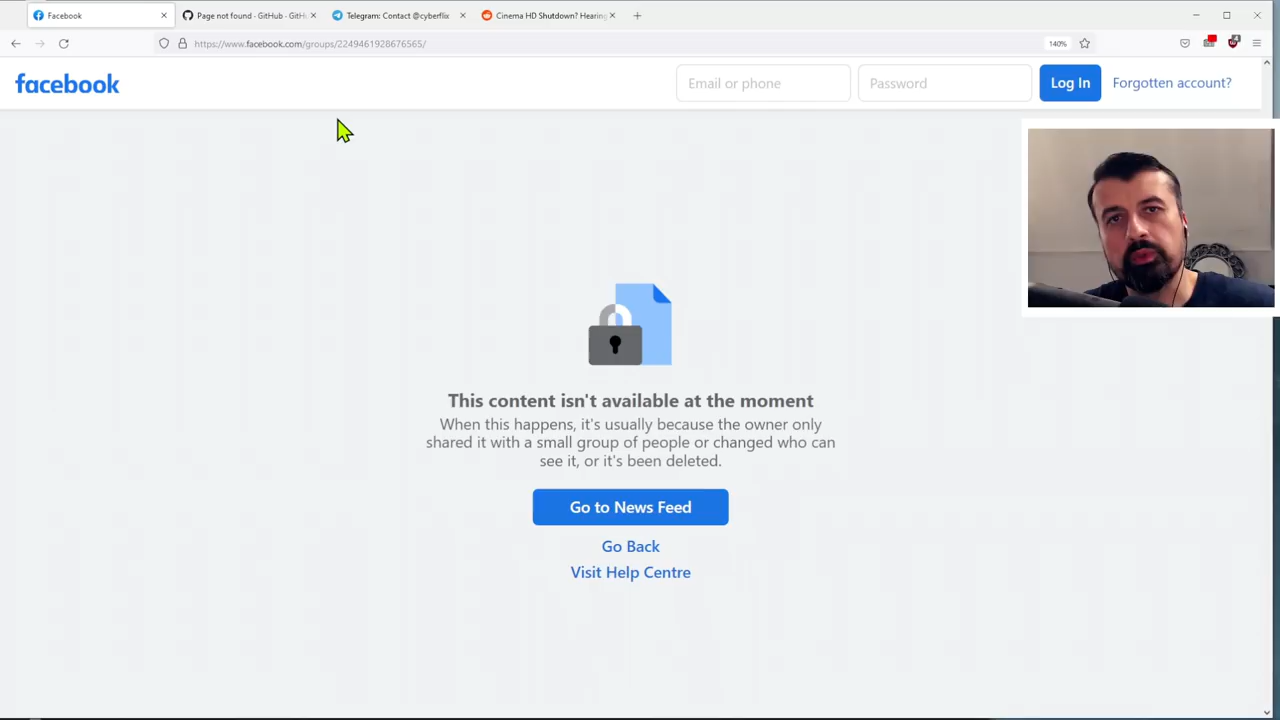 Facebook
Page not found · GitHub · GitHu
Telegram: Contact @cyberflix
Cinema HD Shutdown? Hearing
https://www.facebook.com/groups/2249461928676565/
140%
4
facebook
Email or phone
Password
Log In
Forgotten account?
This content isn't available at the moment
When this happens, it's usually because the owner only
shared it with a small group of people or changed who can
see it, or it's been deleted.
Go to News Feed
Go Back
Visit Help Centre